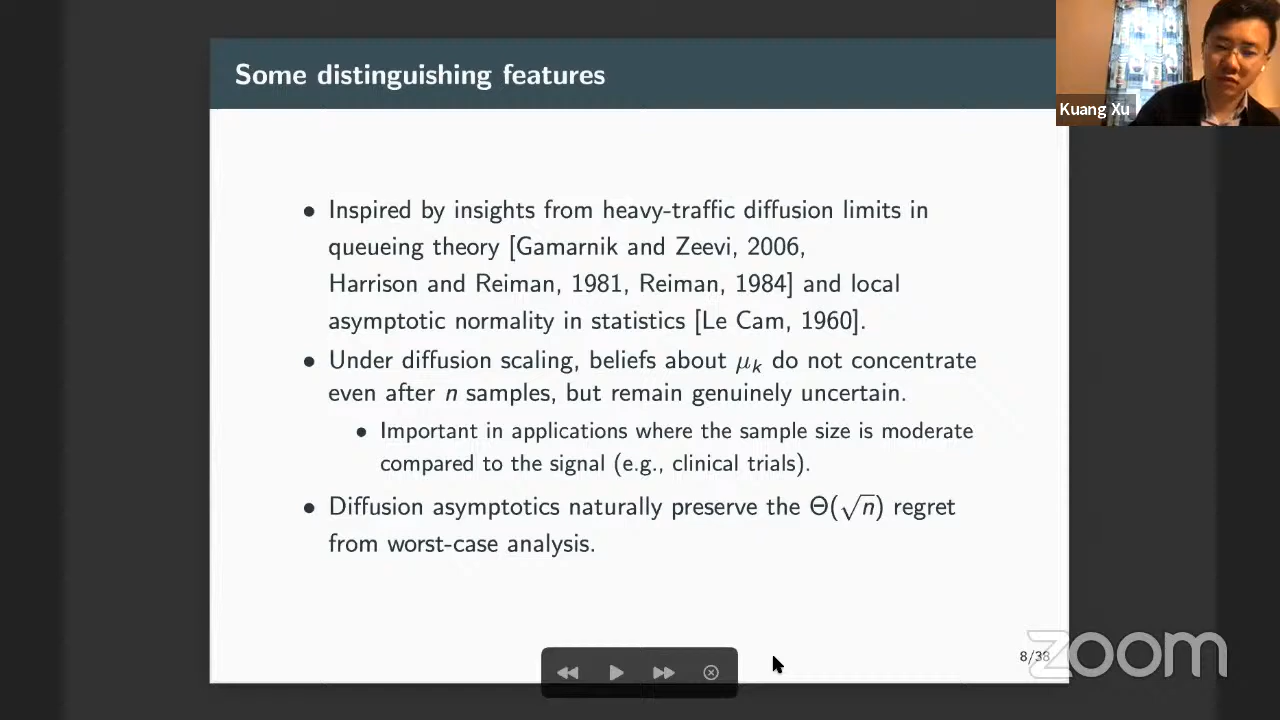 Some distinguishing features
Kuang Xu
• Inspired by insights from heavy-traffic diffusion limits in
queueing theory [Gamarnik and Zeevi, 2006,
Harrison and Reiman, 1981, Reiman, 1984] and local
asymptotic normality in statistics [Le Cam, 1960].
• Under diffusion scaling, beliefs about μₖ do not concentrate
even after n samples, but remain genuinely uncertain.
• Important in applications where the sample size is moderate
compared to the signal (e.g., clinical trials).
• Diffusion asymptotics naturally preserve the Θ(√n) regret
from worst-case analysis.
8/38
zoom